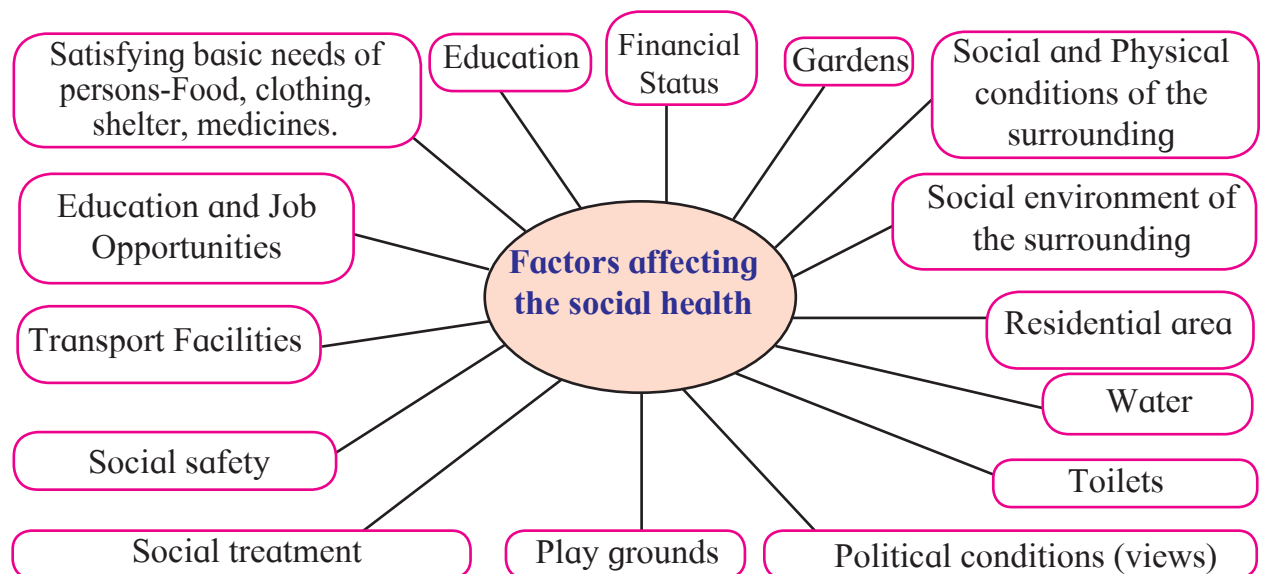 Satisfying basic needs of
persons-Food, clothing,
shelter, medicines.
Education
Financial
Status
Gardens
Social and Physical
conditions of the
surrounding
Education and Job
Opportunities
Social environment of
the surrounding
Factors affecting
the social health
Transport Facilities
Residential area
Water
Social safety
Toilets
Social treatment
Play grounds
Political conditions (views)